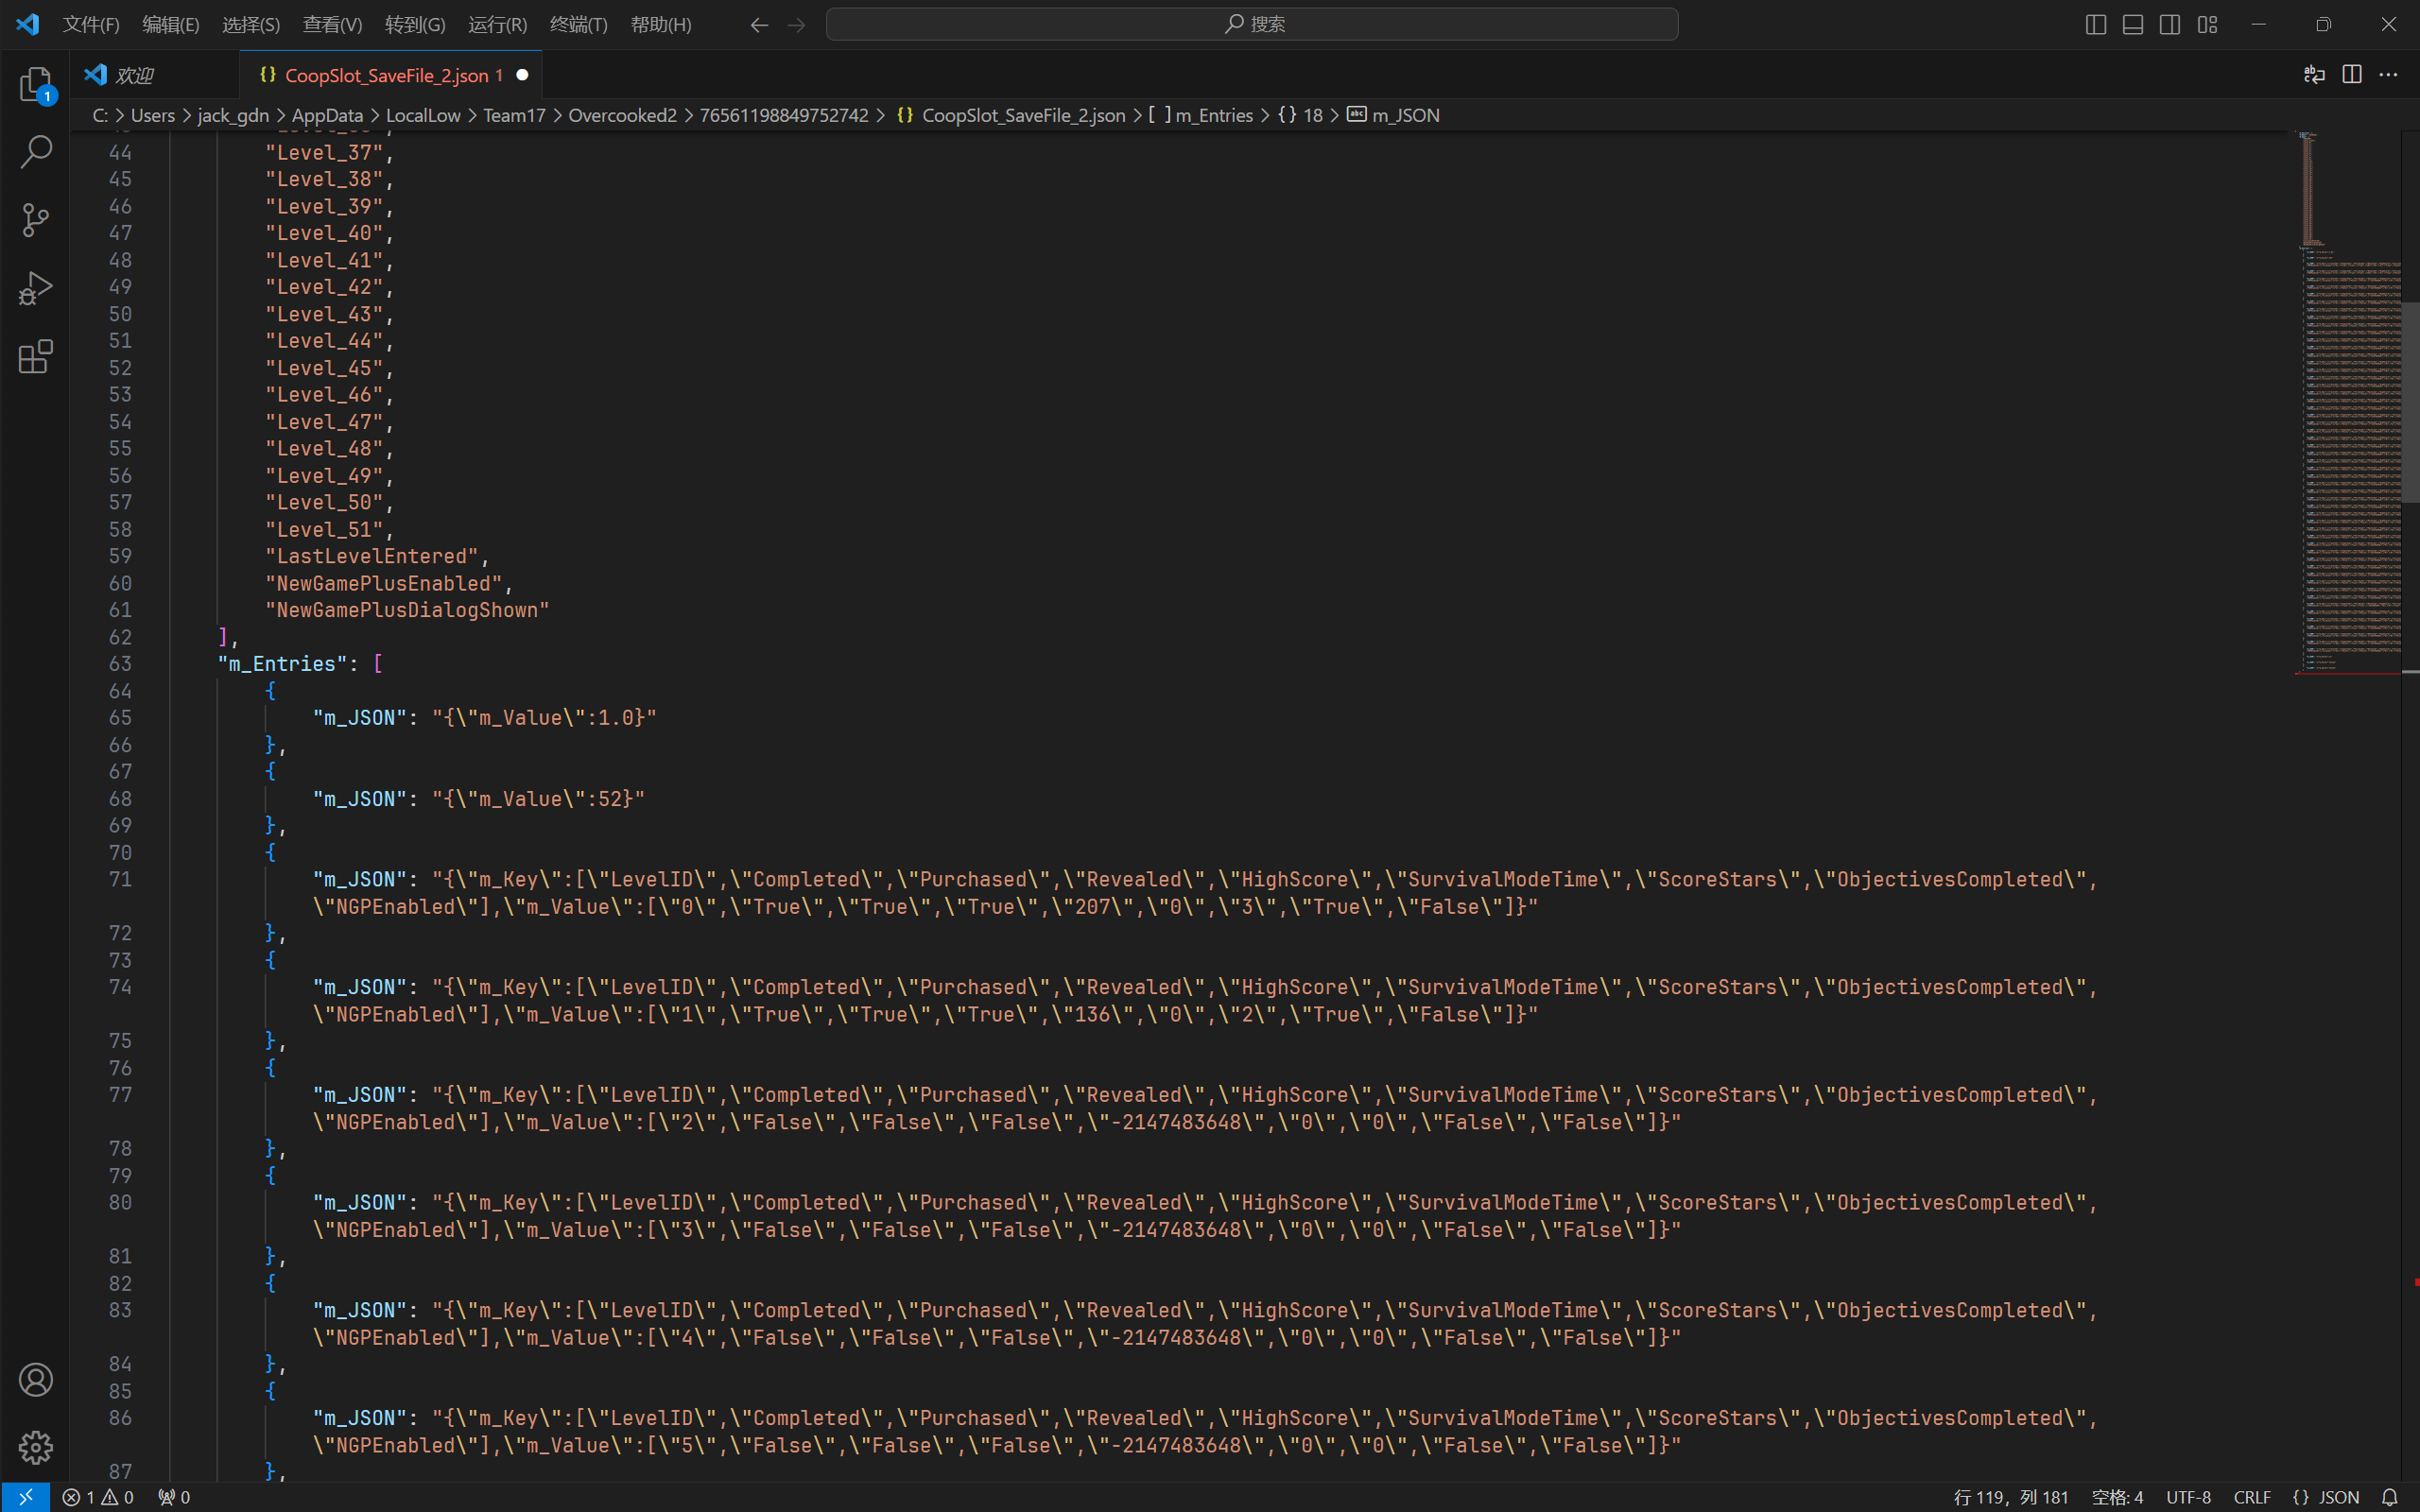 文件(F) 编辑(E) 选择(S) 查看(V) 转到(G) 运行(R) 终端(T) 帮助(H) 搜索
欢迎 {} CoopSlot_SaveFile_2.json 1
C: > Users > jack_gdn > AppData > LocalLow > Team17 > Overcooked2 > 76561198849752742 > {} CoopSlot_SaveFile_2.json > [ ] m_Entries > {} 18 > m_JSON
1
44 "Level_37",
45 "Level_38",
46 "Level_39",
47 "Level_40",
48 "Level_41",
49 "Level_42",
50 "Level_43",
51 "Level_44",
52 "Level_45",
53 "Level_46",
54 "Level_47",
55 "Level_48",
56 "Level_49",
57 "Level_50",
58 "Level_51",
59 "LastLevelEntered",
60 "NewGamePlusEnabled",
61 "NewGamePlusDialogShown"
62 ],
63 "m_Entries": [
64 {
65 "m_JSON": "{\"m_Value\":1.0}"
66 },
67 {
68 "m_JSON": "{\"m_Value\":52}"
69 },
70 {
71 "m_JSON": "{\"m_Key\":[\"LevelID\",\"Completed\",\"Purchased\",\"Revealed\",\"HighScore\",\"SurvivalModeTime\",\"ScoreStars\",\"ObjectivesCompleted\",
\"NGPEnabled\"],\"m_Value\":[\"0\",\"True\",\"True\",\"True\",\"207\",\"0\",\"3\",\"True\",\"False\"]}"
72 },
73 {
74 "m_JSON": "{\"m_Key\":[\"LevelID\",\"Completed\",\"Purchased\",\"Revealed\",\"HighScore\",\"SurvivalModeTime\",\"ScoreStars\",\"ObjectivesCompleted\",
\"NGPEnabled\"],\"m_Value\":[\"1\",\"True\",\"True\",\"True\",\"136\",\"0\",\"2\",\"True\",\"False\"]}"
75 },
76 {
77 "m_JSON": "{\"m_Key\":[\"LevelID\",\"Completed\",\"Purchased\",\"Revealed\",\"HighScore\",\"SurvivalModeTime\",\"ScoreStars\",\"ObjectivesCompleted\",
\"NGPEnabled\"],\"m_Value\":[\"2\",\"False\",\"False\",\"False\",\"-2147483648\",\"0\",\"0\",\"False\",\"False\"]}"
78 },
79 {
80 "m_JSON": "{\"m_Key\":[\"LevelID\",\"Completed\",\"Purchased\",\"Revealed\",\"HighScore\",\"SurvivalModeTime\",\"ScoreStars\",\"ObjectivesCompleted\",
\"NGPEnabled\"],\"m_Value\":[\"3\",\"False\",\"False\",\"False\",\"-2147483648\",\"0\",\"0\",\"False\",\"False\"]}"
81 },
82 {
83 "m_JSON": "{\"m_Key\":[\"LevelID\",\"Completed\",\"Purchased\",\"Revealed\",\"HighScore\",\"SurvivalModeTime\",\"ScoreStars\",\"ObjectivesCompleted\",
\"NGPEnabled\"],\"m_Value\":[\"4\",\"False\",\"False\",\"False\",\"-2147483648\",\"0\",\"0\",\"False\",\"False\"]}"
84 },
85 {
86 "m_JSON": "{\"m_Key\":[\"LevelID\",\"Completed\",\"Purchased\",\"Revealed\",\"HighScore\",\"SurvivalModeTime\",\"ScoreStars\",\"ObjectivesCompleted\",
\"NGPEnabled\"],\"m_Value\":[\"5\",\"False\",\"False\",\"False\",\"-2147483648\",\"0\",\"0\",\"False\",\"False\"]}"
87 },
1 0 0 行 119，列 181 空格: 4 UTF-8 CRLF {} JSON